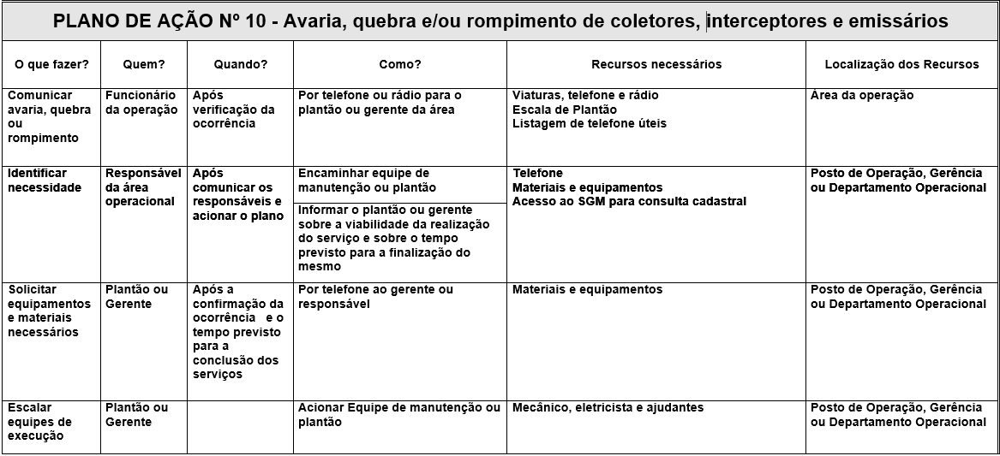 PLANO DE AÇÃO Nº 10 - Avaria, quebra e/ou rompimento de coletores, interceptores e emissários
O que fazer?
Quem?
Quando?
Como?
Recursos necessários
Localização dos Recursos
Comunicar
avaria, quebra
ou
rompimento
Funcionário
da operação
Após
verificação da
ocorrência
Por telefone ou rádio para o
plantão ou gerente da área
Viaturas, telefone e rádio
Escala de Plantão
Listagem de telefone úteis
Área da operação
Identificar
necessidade
Responsável
da área
operacional
Após
comunicar os
responsáveis e
acionar o plano
Encaminhar equipe de
manutenção ou plantão
Informar o plantão ou gerente
sobre a viabilidade da realização
do serviço e sobre o tempo
previsto para a finalização do
mesmo
Telefone
Materiais e equipamentos
Acesso ao SGM para consulta cadastral
Posto de Operação, Gerência
ou Departamento Operacional
Solicitar
equipamentos
e materiais
necessários
Plantão ou
Gerente
Após a
confirmação da
ocorrência e o
tempo previsto
para a
conclusão dos
serviços
Por telefone ao gerente ou
responsável
Materiais e equipamentos
Posto de Operação, Gerência
ou Departamento Operacional
Escalar
equipes de
execução
Plantão ou
Gerente
Acionar Equipe de manutenção ou
plantão
Mecânico, eletricista e ajudantes
Posto de Operação, Gerência
ou Departamento Operacional